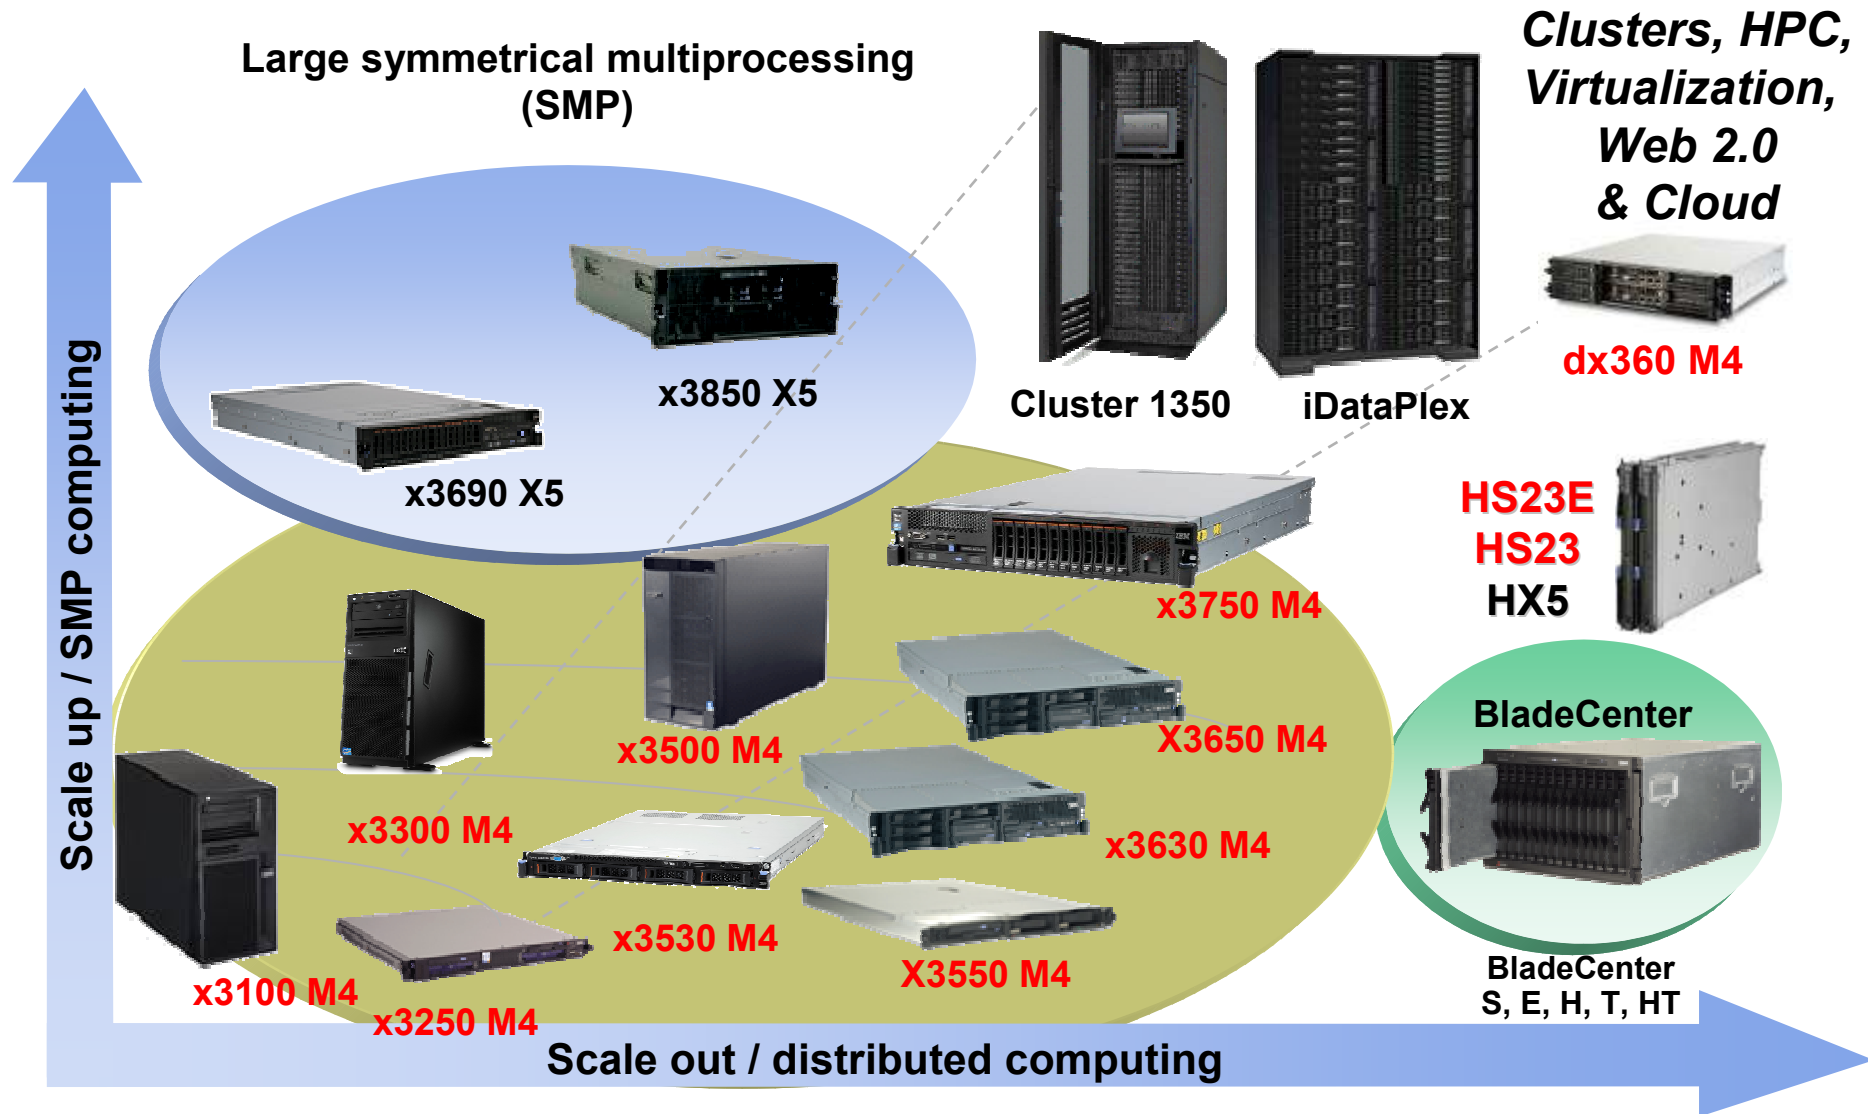 Large symmetrical multiprocessing
(SMP)
Clusters, HPC,
Virtualization,
Web 2.0
& Cloud
Scale up / SMP computing
x3850 X5
x3690 X5
Cluster 1350
iDataPlex
dx360 M4
HS23E
HS23
HX5
x3750 M4
x3500 M4
X3650 M4
BladeCenter
x3300 M4
x3630 M4
x3530 M4
X3550 M4
x3100 M4
x3250 M4
BladeCenter
S, E, H, T, HT
Scale out / distributed computing